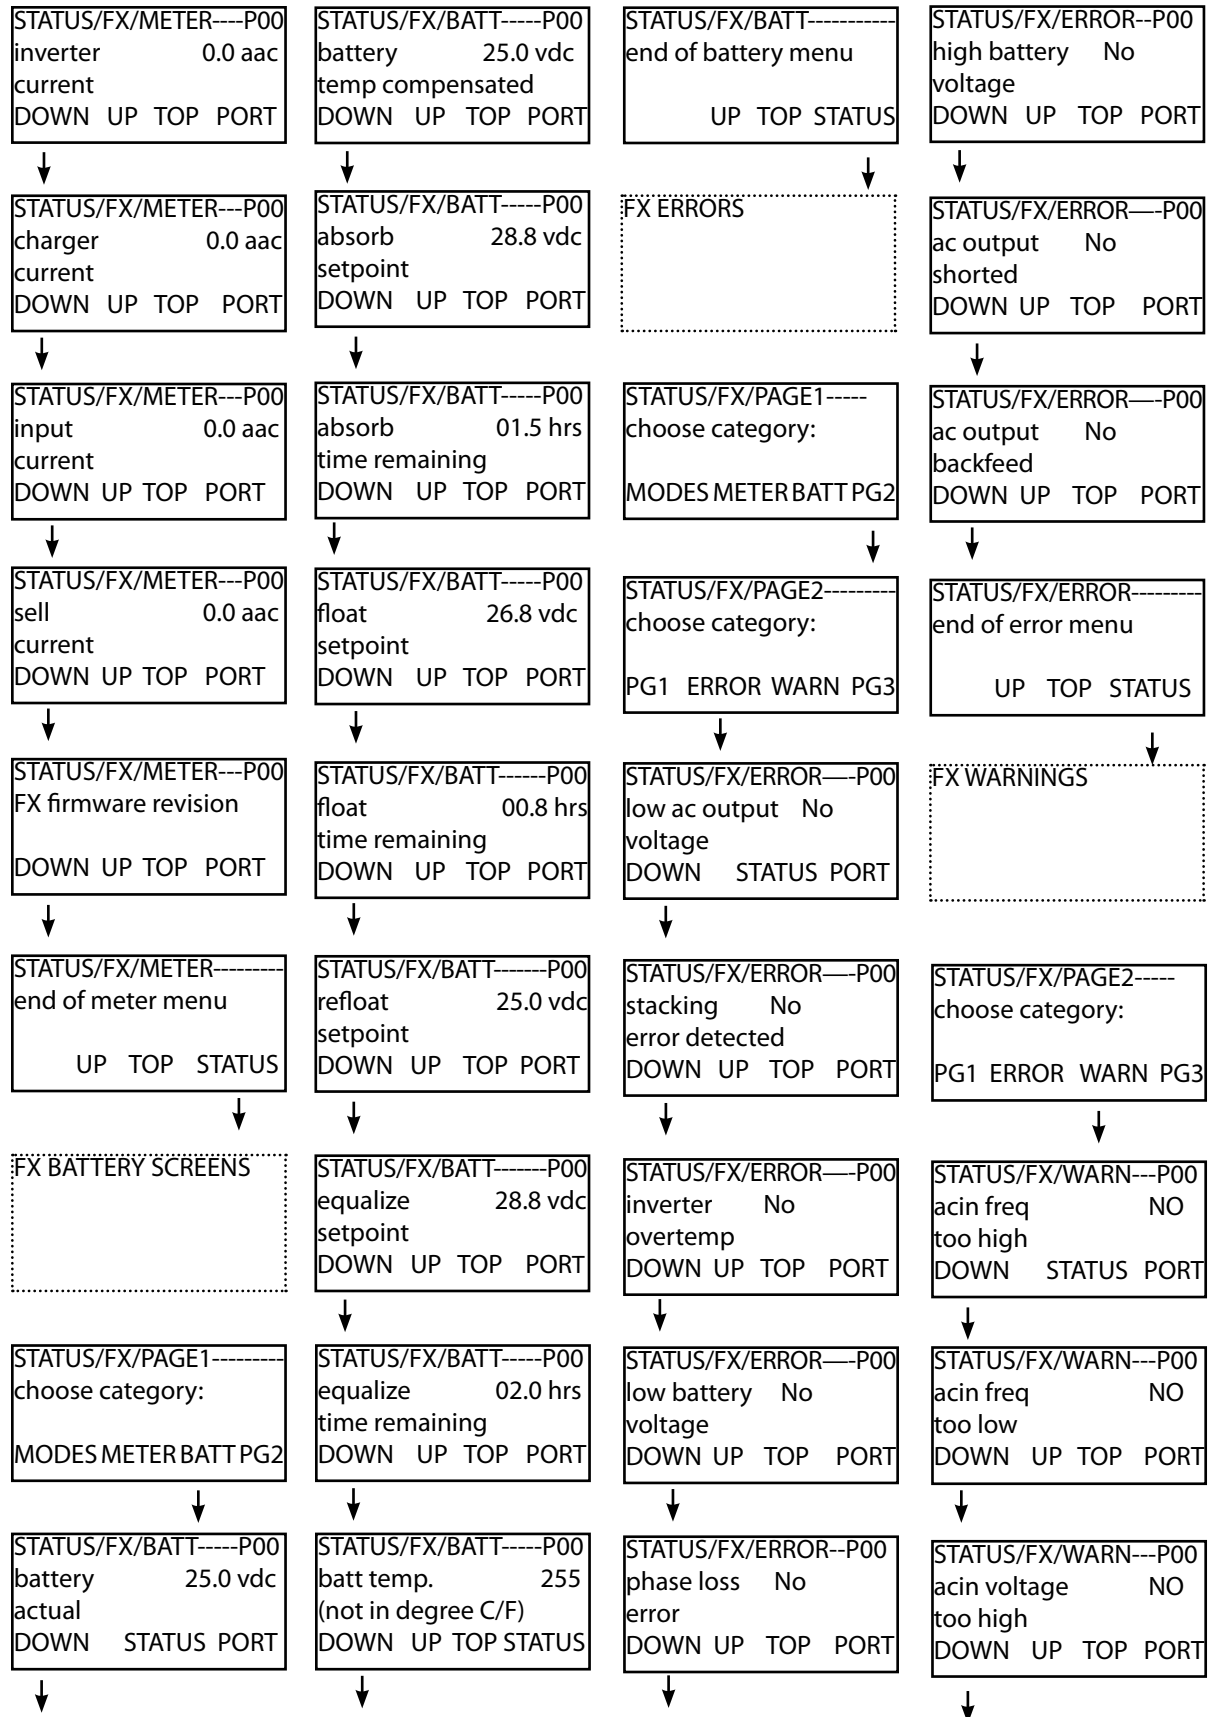 STATUS/FX/METER----P00
inverter 0.0 aac
current
DOWN UP TOP PORT
STATUS/FX/METER---P00
charger 0.0 aac
current
DOWN UP TOP PORT
STATUS/FX/METER---P00
input 0.0 aac
current
DOWN UP TOP PORT
STATUS/FX/METER---P00
sell 0.0 aac
current
DOWN UP TOP PORT
STATUS/FX/METER---P00
FX firmware revision
DOWN UP TOP PORT
STATUS/FX/METER---------
end of meter menu
UP TOP STATUS
FX BATTERY SCREENS
STATUS/FX/PAGE1---------
choose category:
MODES METER BATT PG2
STATUS/FX/BATT-----P00
battery 25.0 vdc
actual
DOWN STATUS PORT
STATUS/FX/BATT-----P00
battery 25.0 vdc
temp compensated
DOWN UP TOP PORT
STATUS/FX/BATT-----P00
absorb 28.8 vdc
setpoint
DOWN UP TOP PORT
STATUS/FX/BATT-----P00
absorb 01.5 hrs
time remaining
DOWN UP TOP PORT
STATUS/FX/BATT-----P00
float 26.8 vdc
setpoint
DOWN UP TOP PORT
STATUS/FX/BATT------P00
float 00.8 hrs
time remaining
DOWN UP TOP PORT
STATUS/FX/BATT-------P00
refloat 25.0 vdc
setpoint
DOWN UP TOP PORT
STATUS/FX/BATT-------P00
equalize 28.8 vdc
setpoint
DOWN UP TOP PORT
STATUS/FX/BATT-----P00
equalize 02.0 hrs
time remaining
DOWN UP TOP PORT
STATUS/FX/BATT-----P00
batt temp. 255
(not in degree C/F)
DOWN UP TOP STATUS
STATUS/FX/BATT-----------
end of battery menu
UP TOP STATUS
FX ERRORS
STATUS/FX/PAGE1-----
choose category:
MODES METER BATT PG2
STATUS/FX/PAGE2---------
choose category:
PG1 ERROR WARN PG3
STATUS/FX/ERROR—-P00
low ac output No
voltage
DOWN STATUS PORT
STATUS/FX/ERROR—-P00
stacking No
error detected
DOWN UP TOP PORT
STATUS/FX/ERROR—-P00
inverter No
overtemp
DOWN UP TOP PORT
STATUS/FX/ERROR—-P00
low battery No
voltage
DOWN UP TOP PORT
STATUS/FX/ERROR--P00
phase loss No
error
DOWN UP TOP PORT
STATUS/FX/ERROR--P00
high battery No
voltage
DOWN UP TOP PORT
STATUS/FX/ERROR—-P00
ac output No
shorted
DOWN UP TOP PORT
STATUS/FX/ERROR—-P00
ac output No
backfeed
DOWN UP TOP PORT
STATUS/FX/ERROR---------
end of error menu
UP TOP STATUS
FX WARNINGS
STATUS/FX/PAGE2-----
choose category:
PG1 ERROR WARN PG3
STATUS/FX/WARN---P00
acin freq NO
too high
DOWN STATUS PORT
STATUS/FX/WARN---P00
acin freq NO
too low
DOWN UP TOP PORT
STATUS/FX/WARN---P00
acin voltage NO
too high
DOWN UP TOP PORT